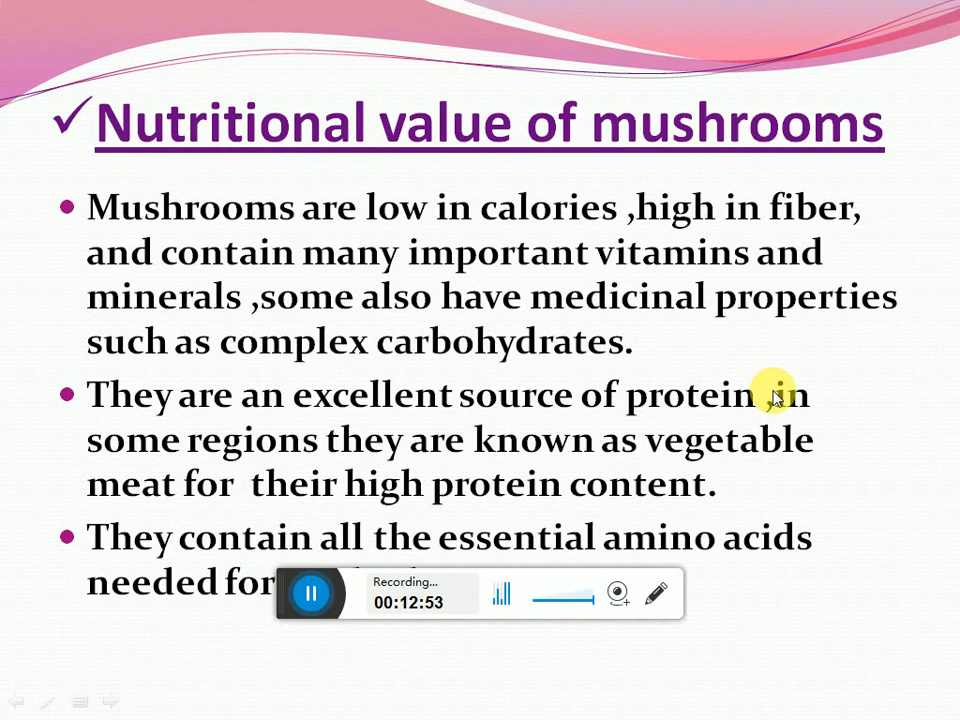 Nutritional value of mushrooms
Mushrooms are low in calories ,high in fiber,
and contain many important vitamins and
minerals ,some also have medicinal properties
such as complex carbohydrates.
They are an excellent source of protein ,in
some regions they are known as vegetable
meat for  their high protein content.
They contain all the essential amino acids
needed for
Recording...
00:12:53